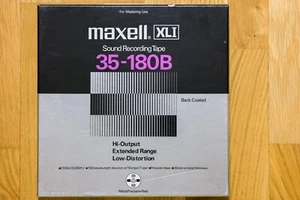 For Mastering Use
maxell XLI
Sound Recording Tape
35-180B
Back Coated
Hi-Output
Extended Range
Low-Distortion